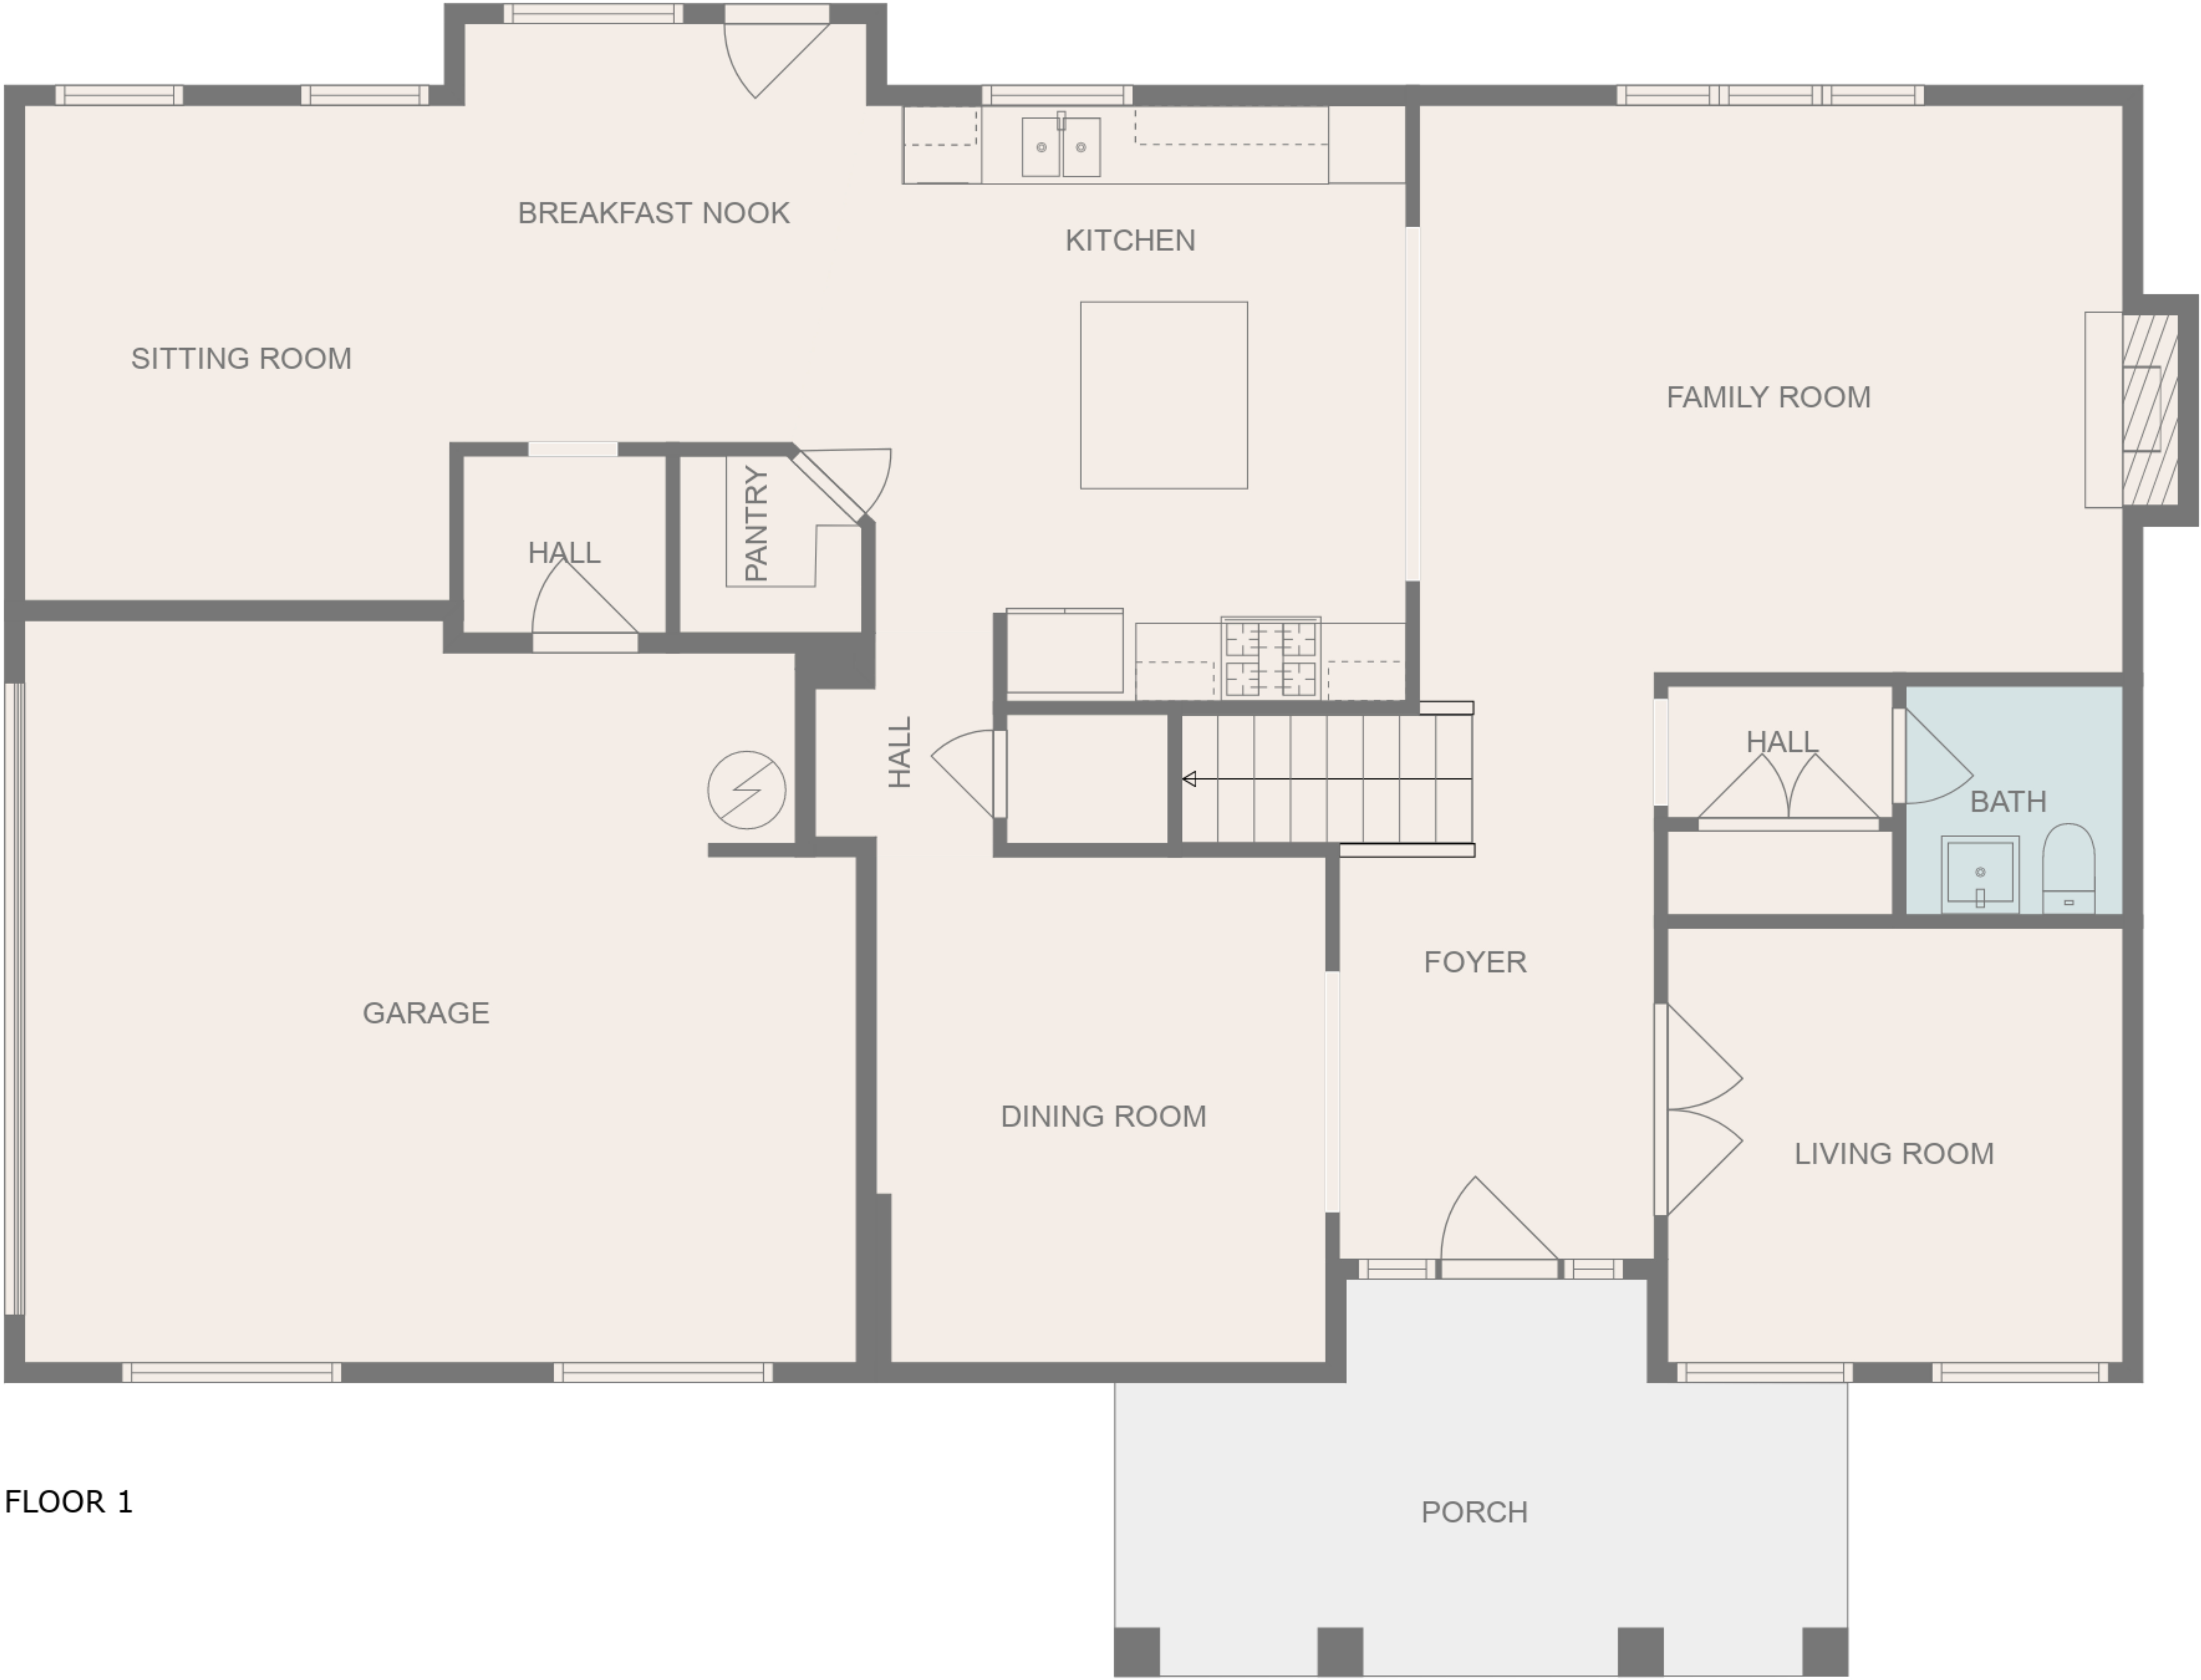 BREAKFAST NOOK
KITCHEN
SITTING ROOM
FAMILY ROOM
PANTRY
HALL
HALL
HALL
BATH
FOYER
GARAGE
DINING ROOM
LIVING ROOM
FLOOR 1
PORCH